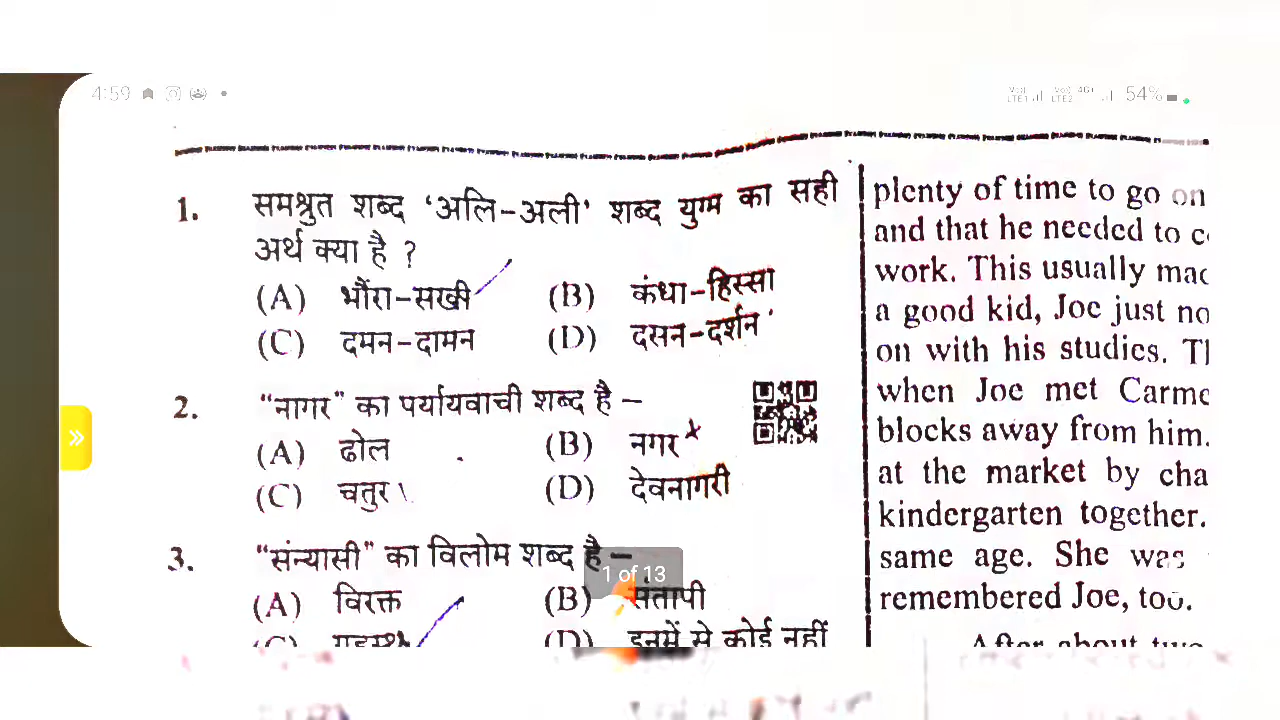 4:59
54%
1. समश्रुत शब्द ‘अलि-अली’ शब्द युग्म का सही
अर्थ क्या है ?
(A) भौंरा-सखी (B) कंधा-हिस्सा
(C) दमन-दामन (D) दसन-दर्शन
2. “नागर” का पर्यायवाची शब्द है –
(A) ढोल (B) नगर
(C) चतुर (D) देवनागरी
3. “संन्यासी” का विलोम शब्द है –
1 of 13
(A) विरक्त (B) संतापी
(C) गृहस्थ (D) इनमें से कोई नहीं
plenty of time to go on
and that he needed to
work. This usually
a good kid, Joe just
on with his studies.
when Joe met
blocks away from him.
at the market by
kindergarten together.
same age. She was
remembered Joe, too.
After about two